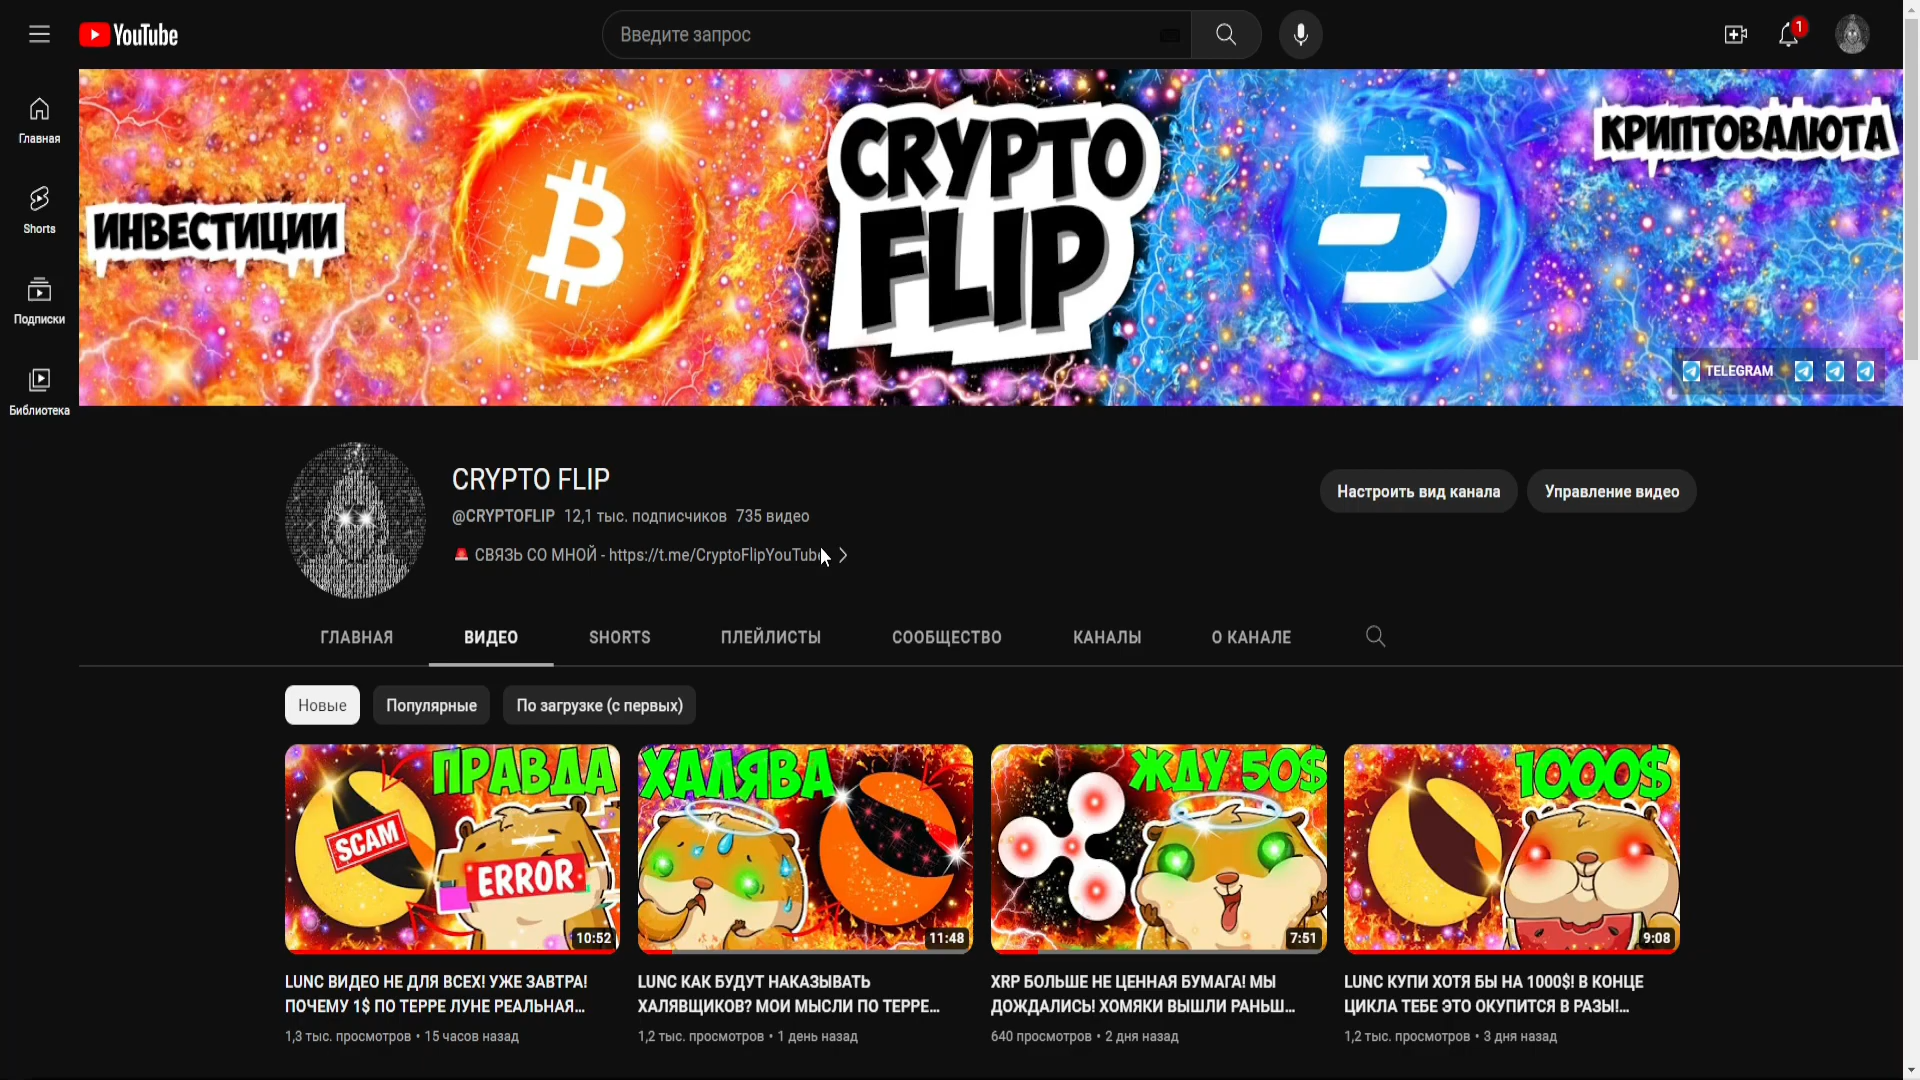 YouTube
Введите запрос
1
Главная
Shorts
Подписки
Библиотека
ИНВЕСТИЦИИ
CRYPTO
FLIP
КРИПТОВАЛЮТА
TELEGRAM
CRYPTO FLIP
@CRYPTOFLIP 12,1 тыс. подписчиков 735 видео
СВЯЗЬ СО МНОЙ - https://t.me/CryptoFlipYouTube
Настроить вид канала
Управление видео
ГЛАВНАЯ
ВИДЕО
SHORTS
ПЛЕЙЛИСТЫ
СООБЩЕСТВО
КАНАЛЫ
О КАНАЛЕ
Новые
Популярные
По загрузке (с первых)
ПРАВДА
SCAM
ERROR
10:52
ХАЛЯВА
11:48
ЖДУ 50$
7:51
1000$
9:08
LUNC ВИДЕО НЕ ДЛЯ ВСЕХ! УЖЕ ЗАВТРА!
ПОЧЕМУ 1$ ПО ТЕРРЕ ЛУНЕ РЕАЛЬНАЯ...
1,3 тыс. просмотров • 15 часов назад
LUNC КАК БУДУТ НАКАЗЫВАТЬ
ХАЛЯВЩИКОВ? МОИ МЫСЛИ ПО ТЕРРЕ...
1,2 тыс. просмотров • 1 день назад
XRP БОЛЬШЕ НЕ ЦЕННАЯ БУМАГА! МЫ
ДОЖДАЛИСЬ! ХОМЯКИ ВЫШЛИ РАНЬШ...
640 просмотров • 2 дня назад
LUNC КУПИ ХОТЯ БЫ НА 1000$! В КОНЦЕ
ЦИКЛА ТЕБЕ ЭТО ОКУПИТСЯ В РАЗЫ!...
1,2 тыс. просмотров • 3 дня назад